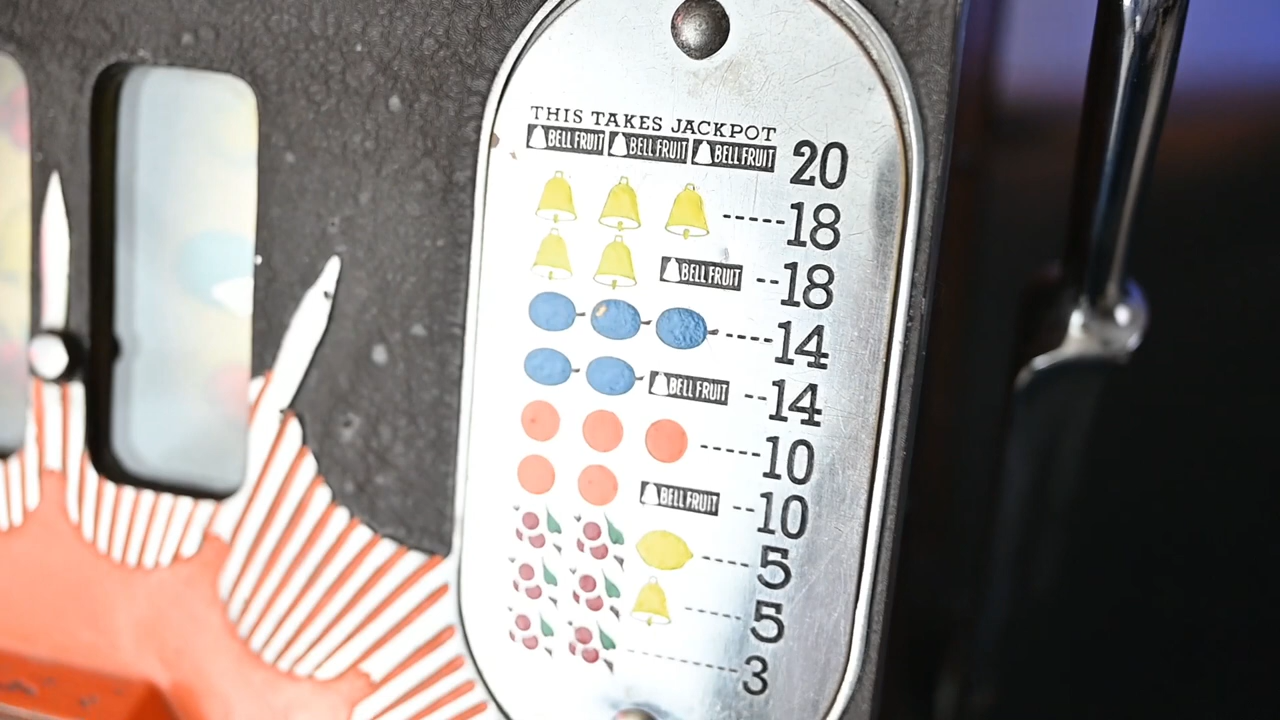 THIS TAKES JACKPOT
BELL FRUIT BELL FRUIT BELL FRUIT 20
-----18
BELL FRUIT --18
----14
BELL FRUIT --14
-----10
BELL FRUIT --10
-----5
------5
------------3